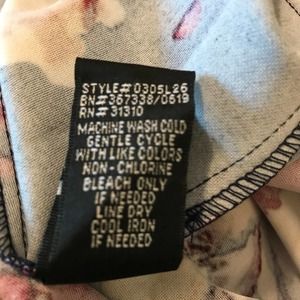 STYLE# 0305L26
BN# 367338/0619
RN# 31310
MACHINE WASH COLD
GENTLE CYCLE
WITH LIKE COLORS
NON- CHLORINE
BLEACH ONLY
IF NEEDED
LINE DRY
COOL IRON
IF NEEDED